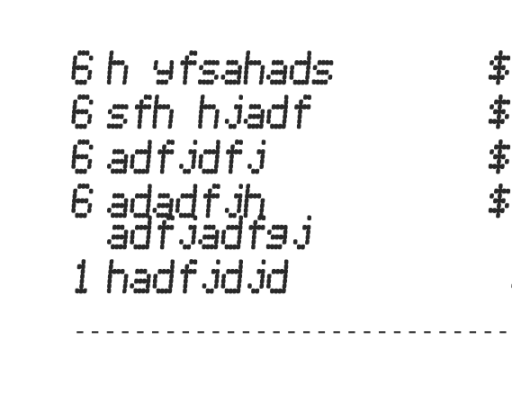 6 h yfsahads $
6 sfh hjadf $
6 adfjdfj $
6 adadfjh $
adfjadfaj
1 hadfjdjd
--------------------------------